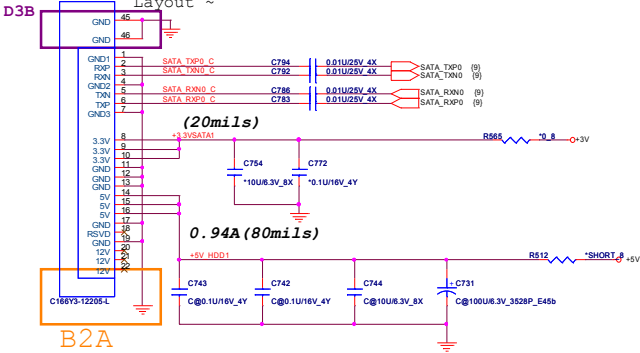 Layout ~
D3B
GND 45
GND 46
GND1 1
RXP 2 SATA_TXP0_C C794 0.01U/25V_4X SATA_TXP0 {9}
RXN 3 SATA_TXN0_C C792 0.01U/25V_4X SATA_TXN0 {9}
GND2 4
TXN 5 SATA_RXN0_C C786 0.01U/25V_4X SATA_RXN0 {9}
TXP 6 SATA_RXP0_C C783 0.01U/25V_4X SATA_RXP0 {9}
GND3 7
(20mils)
3.3V 8 +3.3VSATA1 R565 *0_8 +3V
3.3V 9
3.3V 10
GND 11
GND 12
GND 13
C754 C772
*10U/6.3V_8X *0.1U/16V_4Y
5V 14
5V 15
5V 16
GND 17
RSVD 18
GND 19
12V 20
12V 21
12V 22
0.94A(80mils)
+5V_HDD1 R512 *SHORT_8 +5V
C743 C742 C744 + C731
C@0.1U/16V_4Y C@0.1U/16V_4Y C@10U/6.3V_8X C@100U/6.3V_3528P_E45b
C166Y3-12205-L
B2A